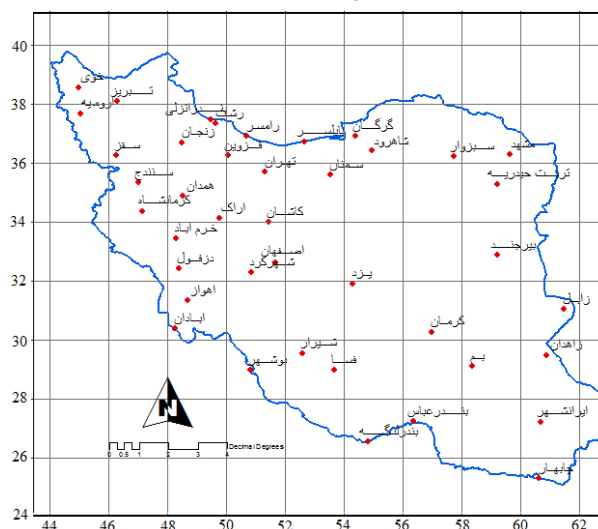 40
38
36
34
32
30
28
26
24
خوی
تبریز
ارومیه
بندرانزلی
رشت
رامسر
بابلسر
گرگان
شاهرود
سبزوار
مشهد
تربت حیدریه
زنجان
قزوین
سقز
سنندج
همدان
کرمانشاه
تهران
سمنان
اراک
کاشان
خرم اباد
دزفول
اصفهان
شهرکرد
یزد
بیرجند
زابل
اهواز
ابادان
کرمان
شیراز
فسا
بوشهر
بم
زاهدان
بندرعباس
بندرلنگه
ایرانشهر
چابهار
N
0 0.5 1 2 3 4
Decimal Degrees
44 46 48 50 52 54 56 58 60 62